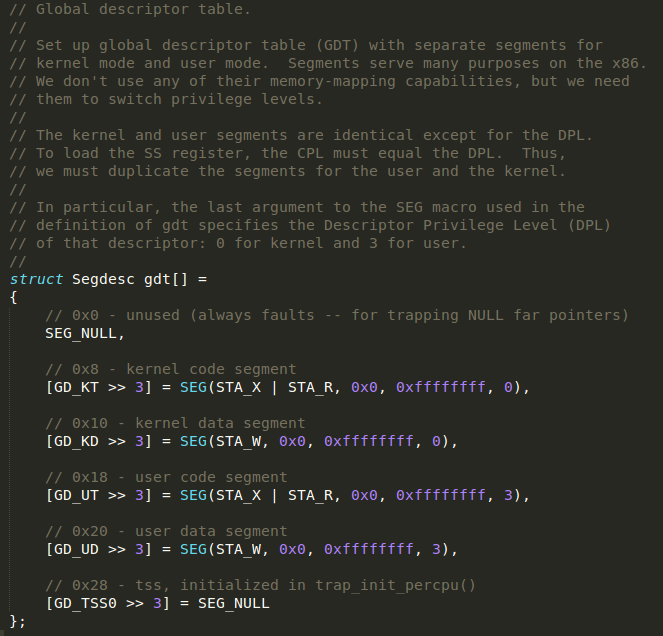 // Global descriptor table.
//
// Set up global descriptor table (GDT) with separate segments for
// kernel mode and user mode.  Segments serve many purposes on the x86.
// We don't use any of their memory-mapping capabilities, but we need
// them to switch privilege levels.
//
// The kernel and user segments are identical except for the DPL.
// To load the SS register, the CPL must equal the DPL.  Thus,
// we must duplicate the segments for the user and the kernel.
//
// In particular, the last argument to the SEG macro used in the
// definition of gdt specifies the Descriptor Privilege Level (DPL)
// of that descriptor: 0 for kernel and 3 for user.
//
struct Segdesc gdt[] =
{
    // 0x0 - unused (always faults -- for trapping NULL far pointers)
    SEG_NULL,

    // 0x8 - kernel code segment
    [GD_KT >> 3] = SEG(STA_X | STA_R, 0x0, 0xffffffff, 0),

    // 0x10 - kernel data segment
    [GD_KD >> 3] = SEG(STA_W, 0x0, 0xffffffff, 0),

    // 0x18 - user code segment
    [GD_UT >> 3] = SEG(STA_X | STA_R, 0x0, 0xffffffff, 3),

    // 0x20 - user data segment
    [GD_UD >> 3] = SEG(STA_W, 0x0, 0xffffffff, 3),

    // 0x28 - tss, initialized in trap_init_percpu()
    [GD_TSS0 >> 3] = SEG_NULL
};